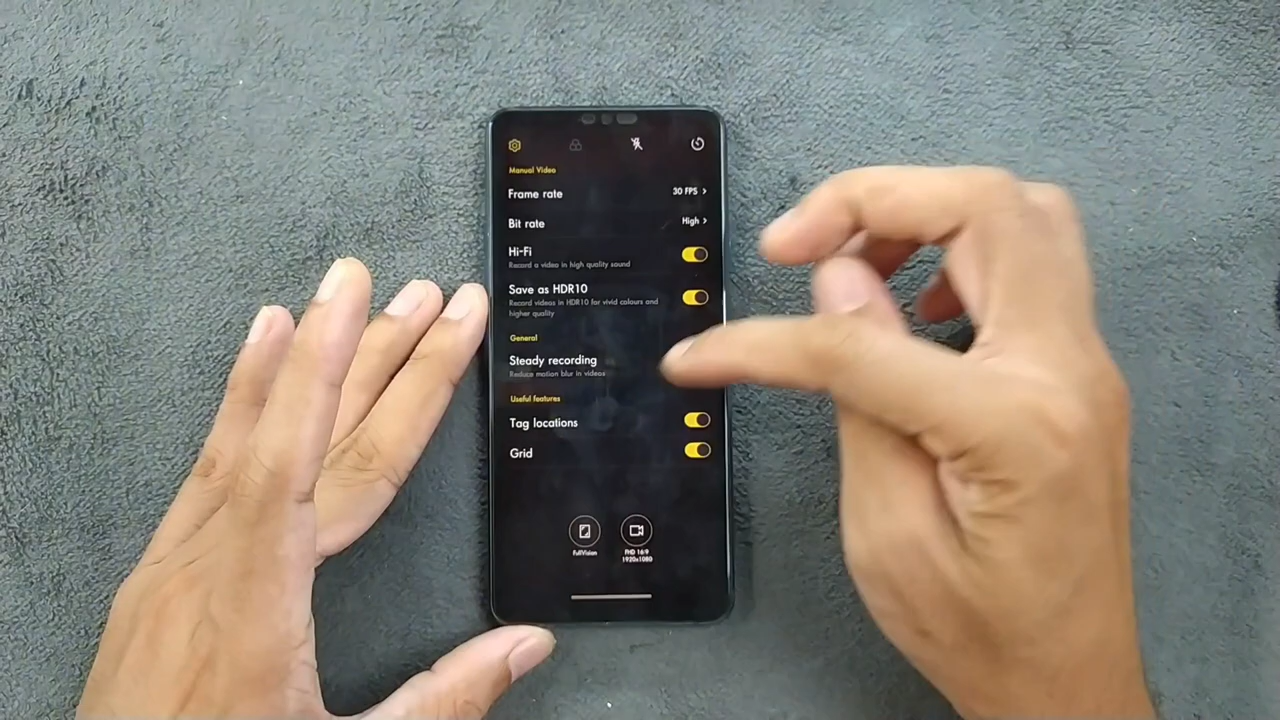 Manual Video
Frame rate 30 FPS >
Bit rate High >
Hi-Fi
Record a video in high quality sound
Save as HDR10
Record videos in HDR10 for vivid colours and
higher quality
General
Steady recording
Reduce motion blur in videos
Useful features
Tag locations
Grid
FullVision
FHD 16:9
1920x1080